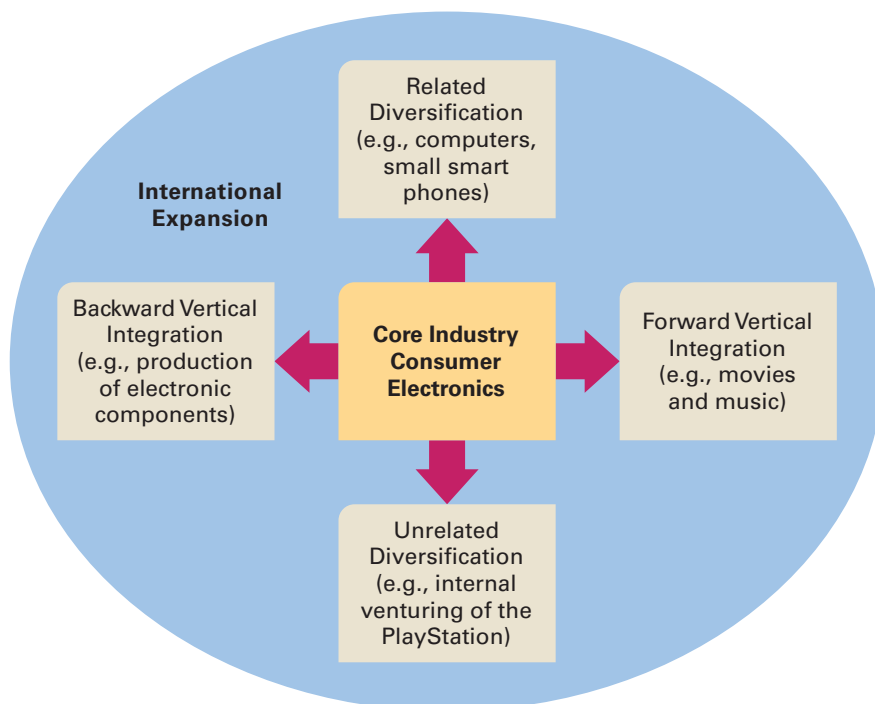 Related
Diversification
(e.g., computers,
small smart
phones)
International
Expansion
Backward Vertical
Integration
(e.g., production
of electronic
components)
Core Industry
Consumer
Electronics
Forward Vertical
Integration
(e.g., movies
and music)
Unrelated
Diversification
(e.g., internal
venturing of the
PlayStation)